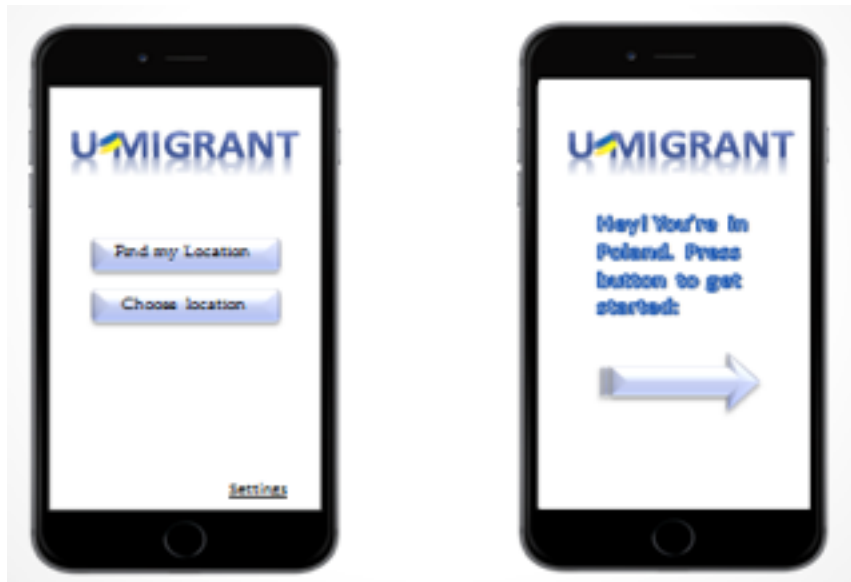 U-MIGRANT
Find my Location
Choose location
Settings
U-MIGRANT
Hey! You're in
Poland. Press
button to get
started: